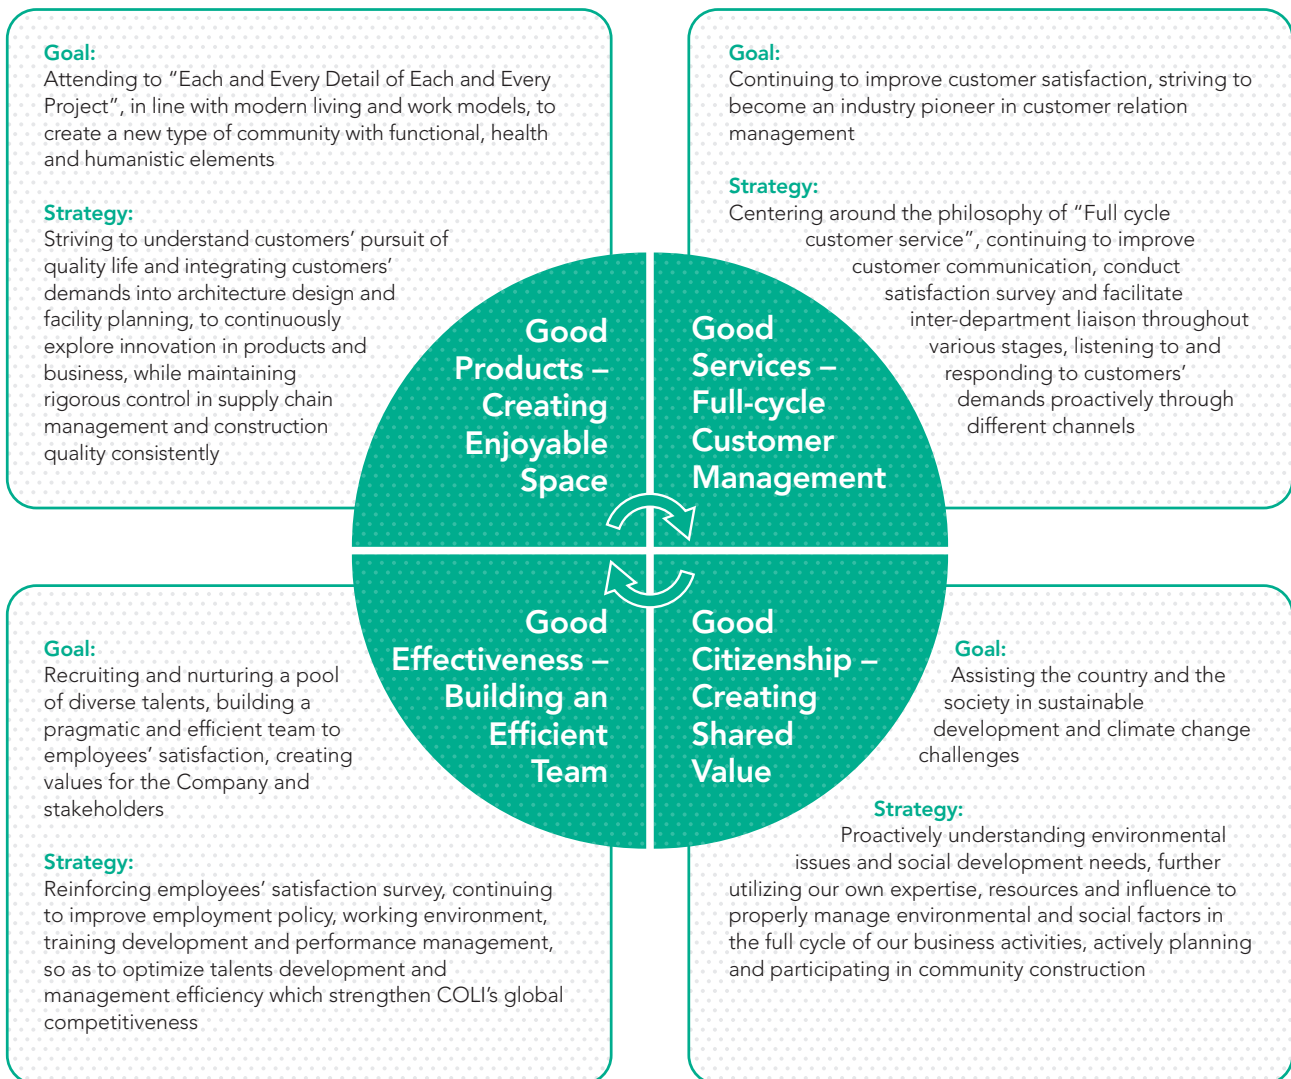 Goal:
Attending to “Each and Every Detail of Each and Every
Project”, in line with modern living and work models, to
create a new type of community with functional, health
and humanistic elements
Strategy:
Striving to understand customers’ pursuit of
quality life and integrating customers’
demands into architecture design and
facility planning, to continuously
explore innovation in products and
business, while maintaining
rigorous control in supply chain
management and construction
quality consistently
Good
Products –
Creating
Enjoyable
Space
Goal:
Continuing to improve customer satisfaction, striving to
become an industry pioneer in customer relation
management
Strategy:
Centering around the philosophy of “Full cycle
customer service”, continuing to improve
customer communication, conduct
satisfaction survey and facilitate
inter-department liaison throughout
various stages, listening to and
responding to customers’
demands proactively through
different channels
Good
Services –
Full-cycle
Customer
Management
Goal:
Recruiting and nurturing a pool
of diverse talents, building a
pragmatic and efficient team to
employees’ satisfaction, creating
values for the Company and
stakeholders
Strategy:
Reinforcing employees’ satisfaction survey, continuing
to improve employment policy, working environment,
training development and performance management,
so as to optimize talents development and
management efficiency which strengthen COLI’s global
competitiveness
Good
Effectiveness –
Building an
Efficient
Team
Good
Citizenship –
Creating
Shared
Value
Goal:
Assisting the country and the
society in sustainable
development and climate change
challenges
Strategy:
Proactively understanding environmental
issues and social development needs, further
utilizing our own expertise, resources and influence to
properly manage environmental and social factors in
the full cycle of our business activities, actively planning
and participating in community construction